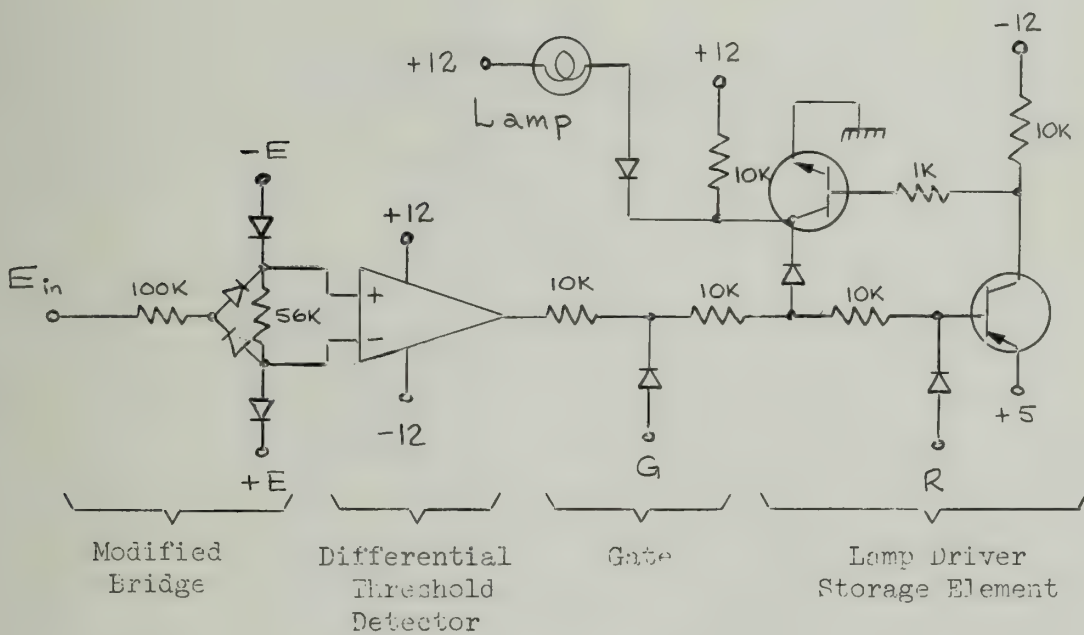 -12
+12
+12
Lamp
10K
10K
1K
-E
+12
E in
100K
56K
+
-
10K
10K
10K
-12
+E
G
R
+5
Modified
Bridge
Differential
Threshold
Detector
Gate
Lamp Driver
Storage Element